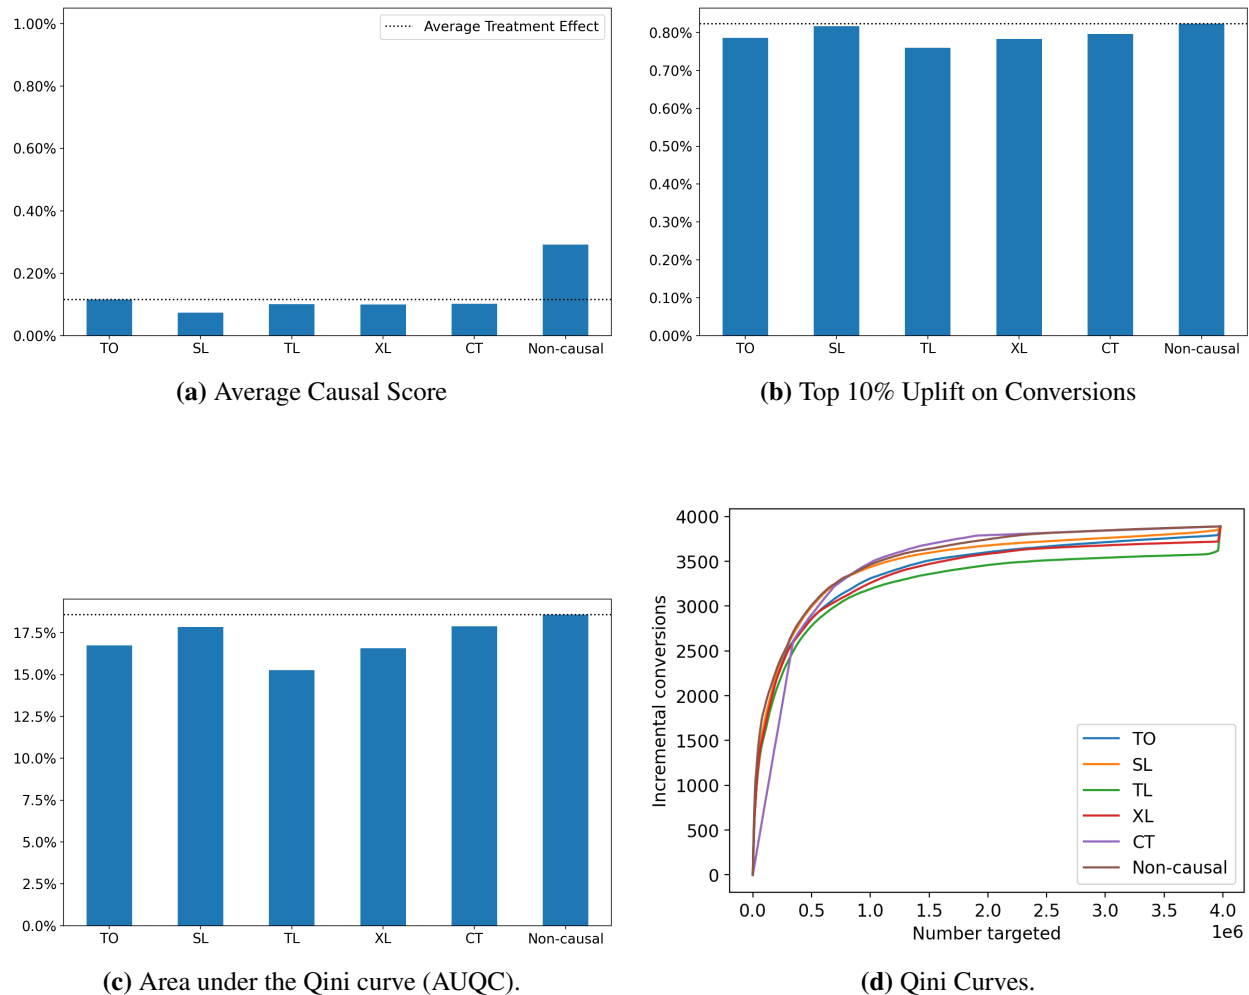 1.00%
0.80%
0.60%
0.40%
0.20%
0.00%
Average Treatment Effect
TO SL TL XL CT Non-causal
(a) Average Causal Score
0.80%
0.70%
0.60%
0.50%
0.40%
0.30%
0.20%
0.10%
0.00%
TO SL TL XL CT Non-causal
(b) Top 10% Uplift on Conversions
17.5%
15.0%
12.5%
10.0%
7.5%
5.0%
2.5%
0.0%
TO SL TL XL CT Non-causal
(c) Area under the Qini curve (AUQC).
Incremental conversions
4000
3500
3000
2500
2000
1500
1000
500
0
TO
SL
TL
XL
CT
Non-causal
0.0 0.5 1.0 1.5 2.0 2.5 3.0 3.5 4.0
1e6
Number targeted
(d) Qini Curves.